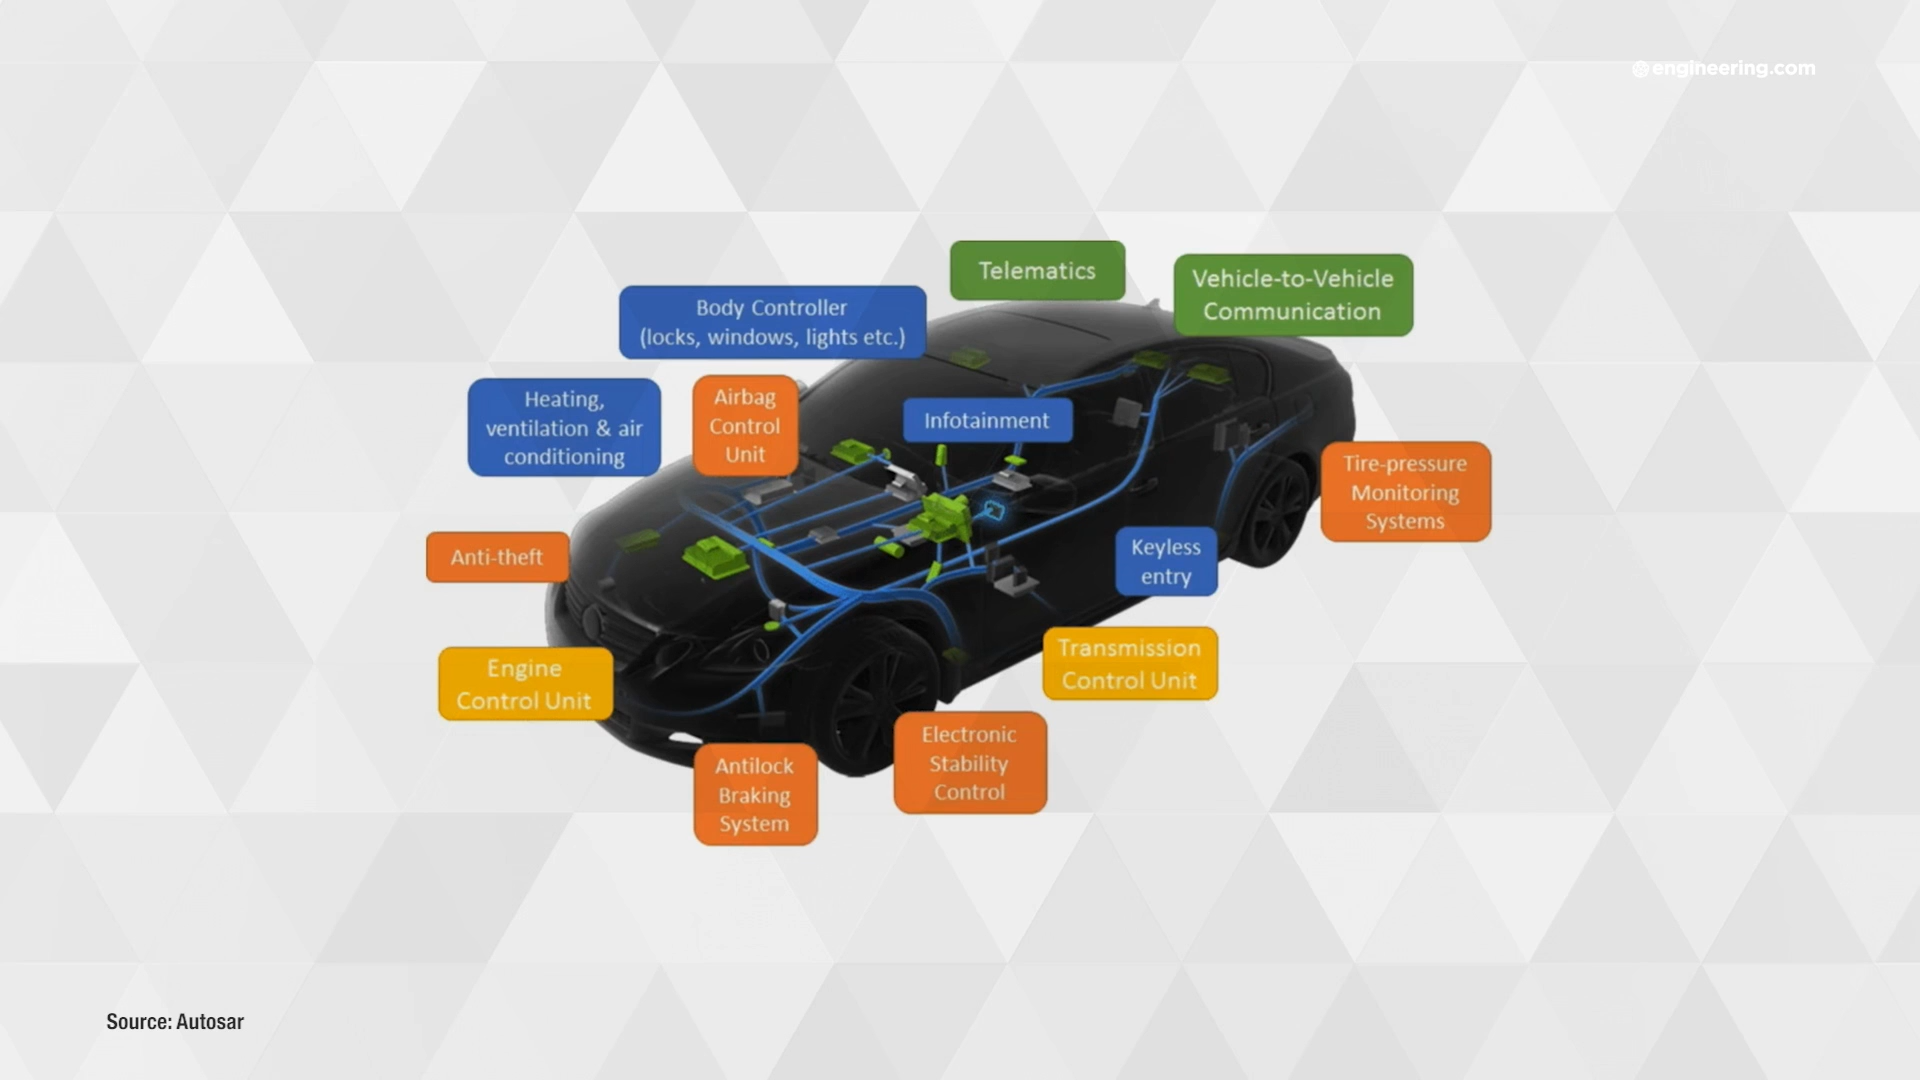 engineering.com
Telematics
Vehicle-to-Vehicle
Communication
Body Controller
(locks, windows, lights etc.)
Heating,
ventilation & air
conditioning
Airbag
Control
Unit
Infotainment
Tire-pressure
Monitoring
Systems
Anti-theft
Keyless
entry
Engine
Control Unit
Transmission
Control Unit
Electronic
Stability
Control
Antilock
Braking
System
Source: Autosar